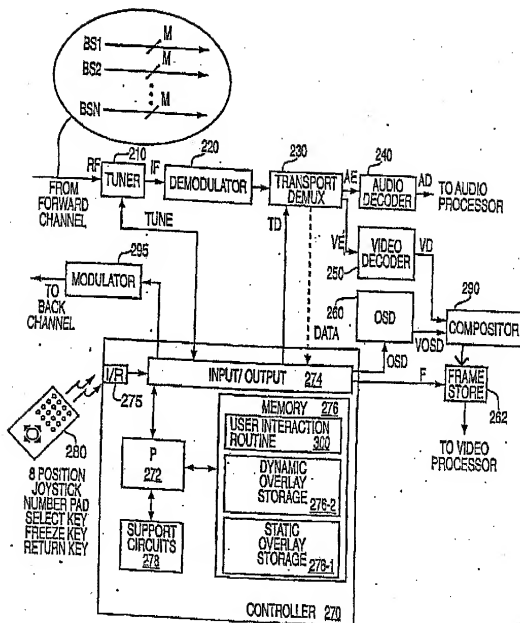 BS1
M
BS2
M
BSN
M
RF
210
TUNER
IF
220
DEMODULATOR
230
TRANSPORT
DEMUX
AE
240
AUDIO
DECODER
AD
TO AUDIO
PROCESSOR
FROM
FORWARD
CHANNEL
TUNE
TD
VE
VIDEO
DECODER
250
VD
295
MODULATOR
TO
BACK
CHANNEL
260
OSD
290
COMPOSITOR
VOSD
DATA
OSD
I/R
275
INPUT/OUTPUT 274
F
FRAME
STORE
262
TO VIDEO
PROCESSOR
MEMORY 276
USER INTERACTION
ROUTINE 300
DYNAMIC
OVERLAY
STORAGE
276-2
STATIC
OVERLAY
STORAGE
276-1
P
272
SUPPORT
CIRCUITS
278
280
8 POSITION
JOYSTICK
NUMBER PAD
SELECT KEY
FREEZE KEY
RETURN KEY
CONTROLLER 270